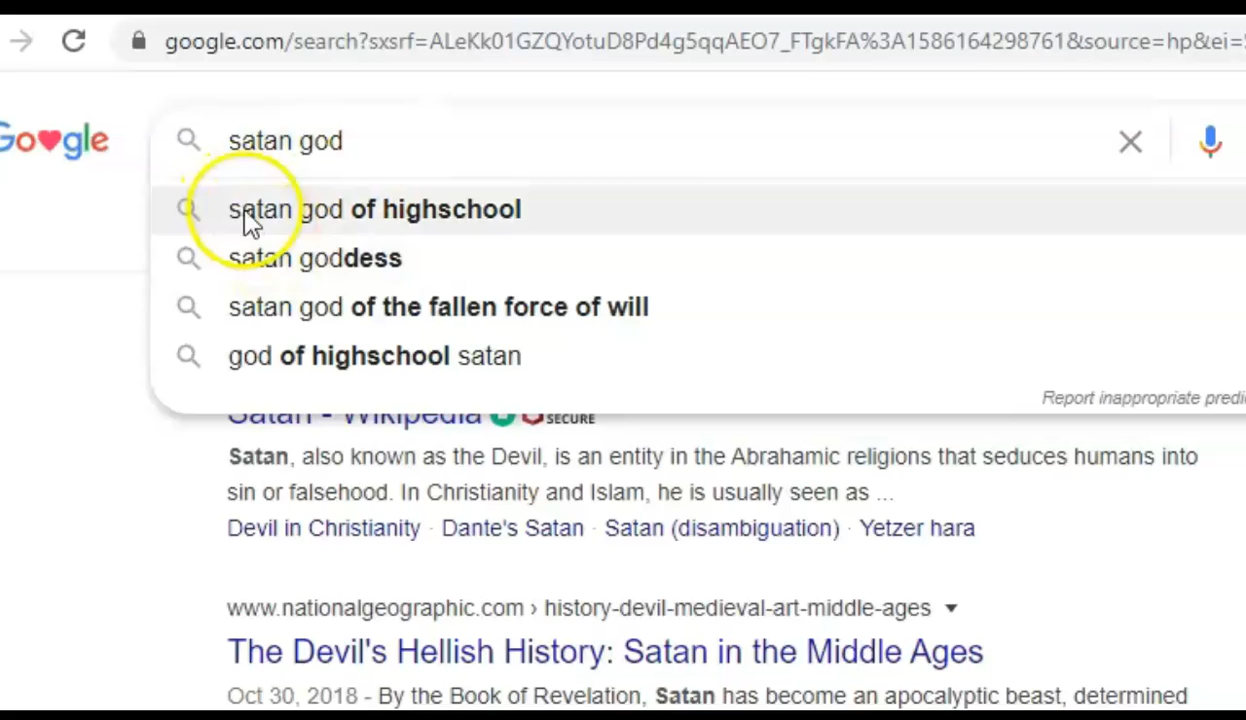 google.com/search?sxsrf=ALeKk01GZQYotuD8Pd4g5qqAEO7_FTgkFA%3A1586164298761&source=hp&ei=
Go❤gle
satan god
satan god of highschool
satan goddess
satan god of the fallen force of will
god of highschool satan
Report inappropriate predi
Satan - Wikipedia SECURE
Satan, also known as the Devil, is an entity in the Abrahamic religions that seduces humans into
sin or falsehood. In Christianity and Islam, he is usually seen as ...
Devil in Christianity · Dante's Satan · Satan (disambiguation) · Yetzer hara
www.nationalgeographic.com › history-devil-medieval-art-middle-ages
The Devil's Hellish History: Satan in the Middle Ages
Oct 30, 2018 - By the Book of Revelation, Satan has become an apocalyptic beast, determined